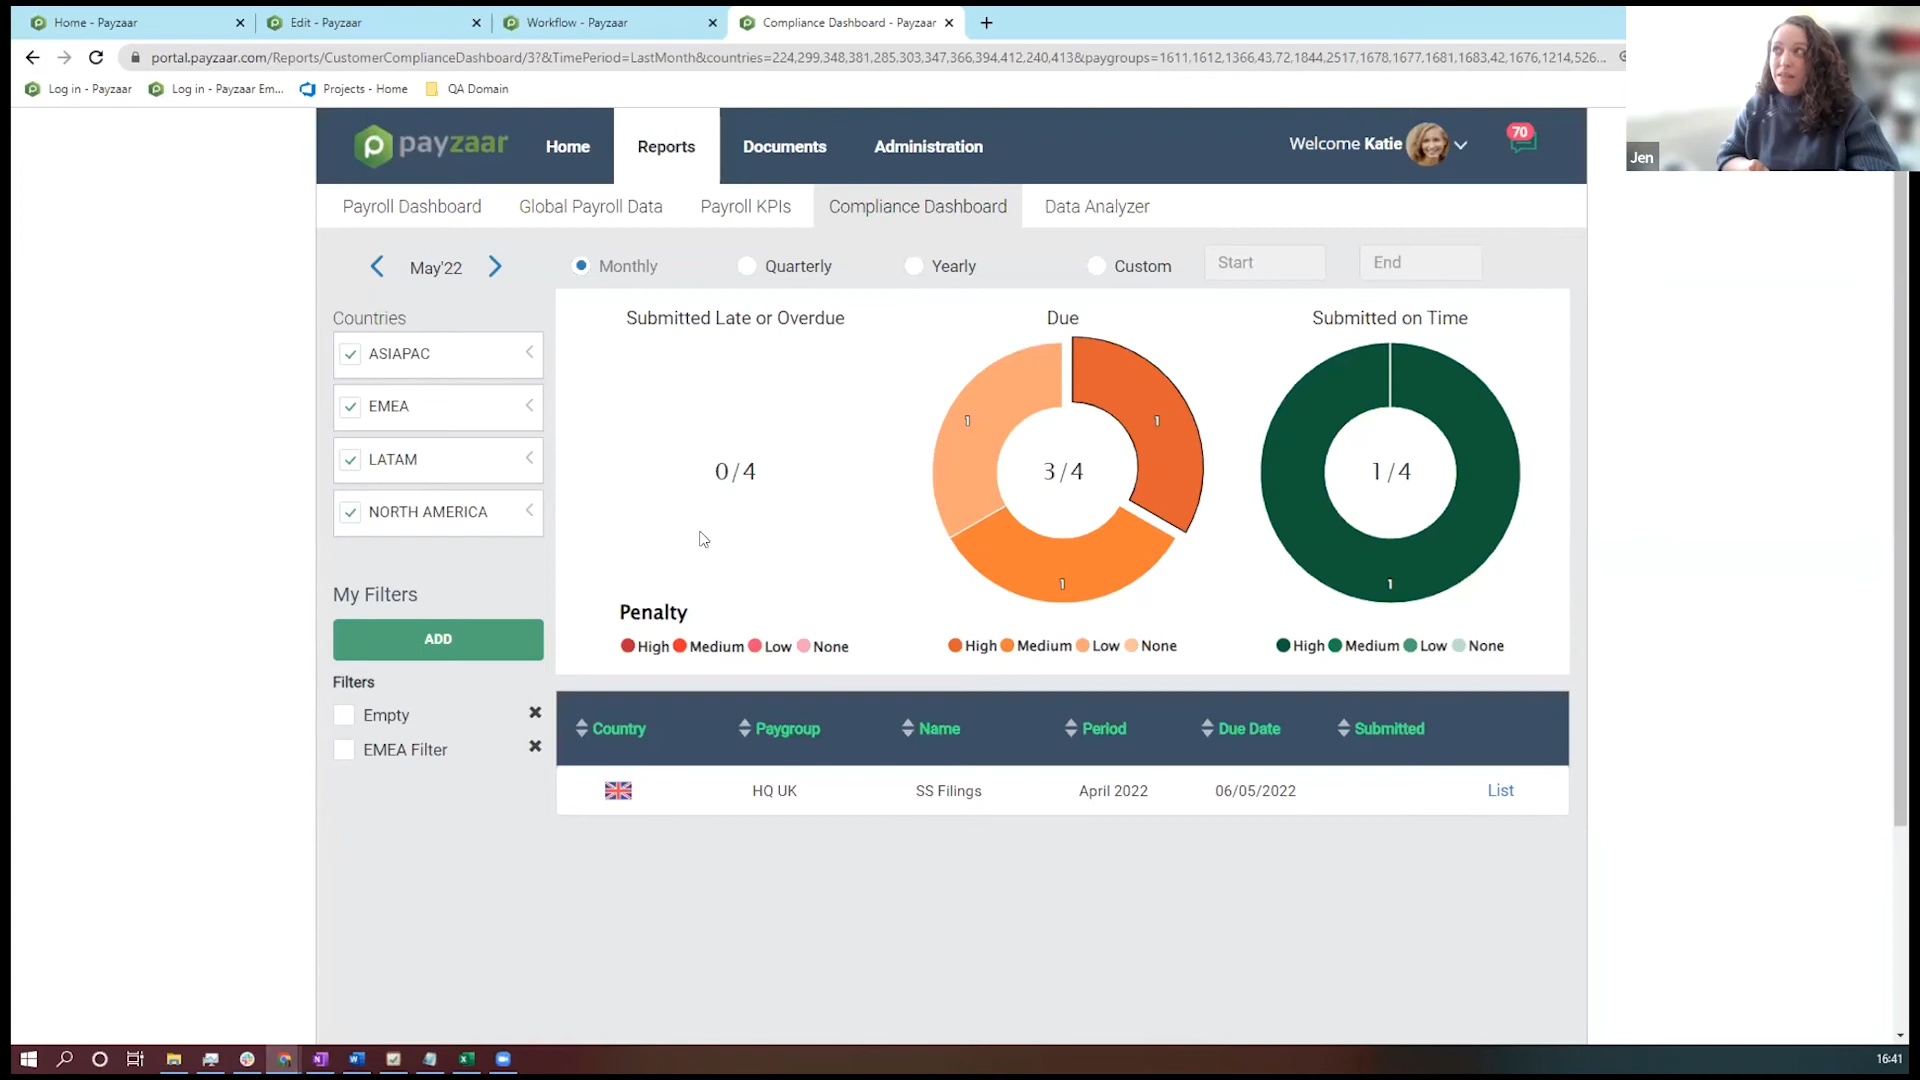 Home - Payzaar
Edit - Payzaar
Workflow - Payzaar
Compliance Dashboard - Payzaar
portal.payzaar.com/Reports/CustomerComplianceDashboard/37&TimePeriod=LastMonth&countries=224,299,348,381,285,303,347,366,394,412,240,413&paygroups=1611,1612,1366,43,72,1844,2517,1678,1677,1681,1683,42,1676,1214,526...
Log in - Payzaar
Log in - Payzaar Em...
Projects - Home
QA Domain
payzaar
Home
Reports
Documents
Administration
Welcome Katie
70
Jen
Payroll Dashboard
Global Payroll Data
Payroll KPIs
Compliance Dashboard
Data Analyzer
May'22
Monthly
Quarterly
Yearly
Custom
Start
End
Countries
ASIAPAC
EMEA
LATAM
NORTH AMERICA
My Filters
ADD
Filters
Empty
EMEA Filter
Submitted Late or Overdue
0/4
Penalty
High Medium Low None
Due
1
1
3/4
1
High Medium Low None
Submitted on Time
1/4
1
High Medium Low None
Country Paygroup Name Period Due Date Submitted
HQ UK SS Filings April 2022 06/05/2022 List
16:41